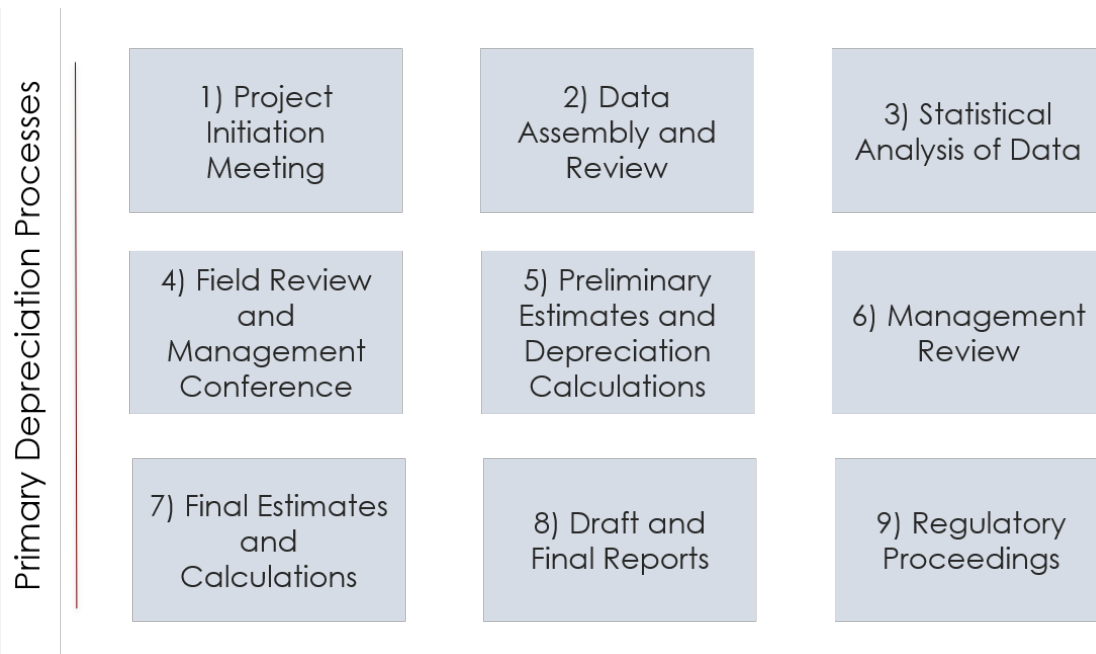 Primary Depreciation Processes
1) Project
Initiation
Meeting
2) Data
Assembly and
Review
3) Statistical
Analysis of Data
4) Field Review
and
Management
Conference
5) Preliminary
Estimates and
Depreciation
Calculations
6) Management
Review
7) Final Estimates
and
Calculations
8) Draft and
Final Reports
9) Regulatory
Proceedings